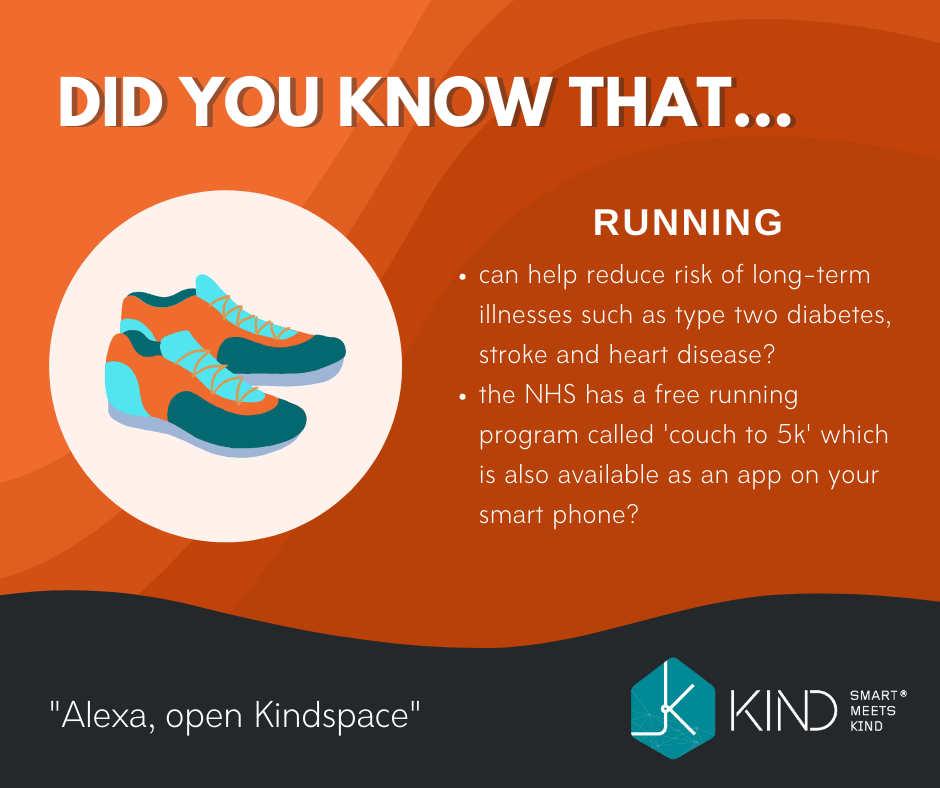 DID YOU KNOW THAT...
RUNNING
• can help reduce risk of long-term
illnesses such as type two diabetes,
stroke and heart disease?
• the NHS has a free running
program called 'couch to 5k' which
is also available as an app on your
smart phone?
"Alexa, open Kindspace"
K
KIND
SMART®
MEETS
KIND